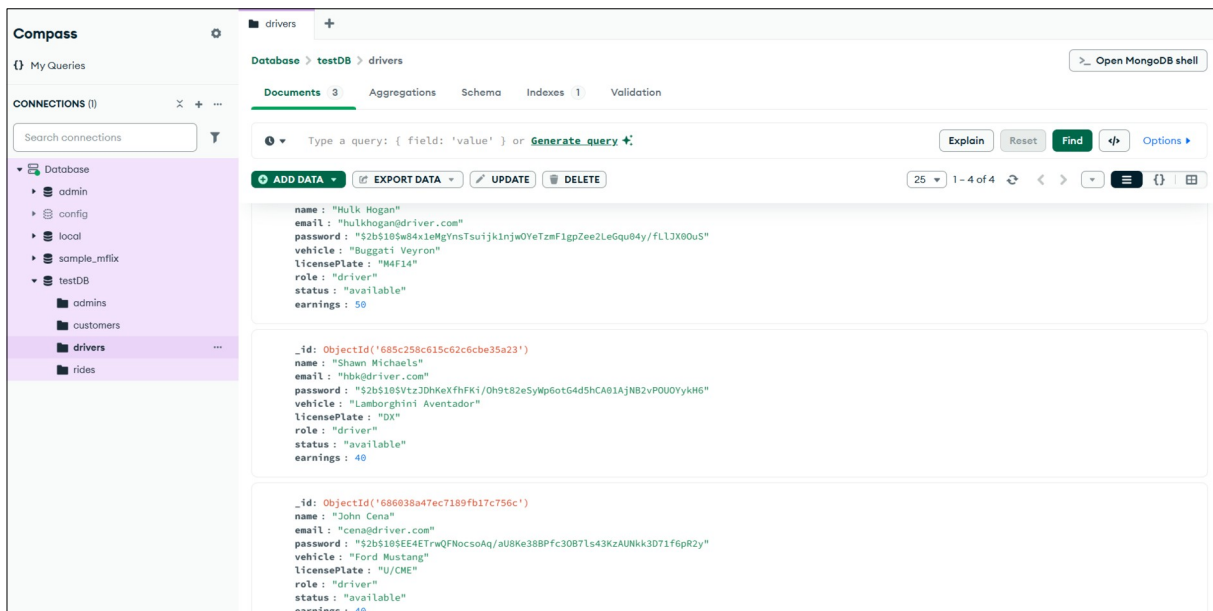 Compass
{} My Queries
CONNECTIONS (1)
Search connections
Database
admin
config
local
sample_mflix
testDB
admins
customers
drivers
rides
drivers
Database > testDB > drivers
>_ Open MongoDB shell
Documents 3 Aggregations Schema Indexes 1 Validation
Type a query: { field: 'value' } or Generate query
Explain Reset Find </> Options
ADD DATA EXPORT DATA UPDATE DELETE
25 1 – 4 of 4 {}
name : "Hulk Hogan"
email : "hulkhogan@driver.com"
password : "$2b$10$w84x1eMgYnsTsuijk1njwOYeTzmF1gpZee2LeGqu04y/fLlJX0OuS"
vehicle : "Buggati Veyron"
licensePlate : "M4F14"
role : "driver"
status : "available"
earnings : 50
_id: ObjectId('685c258c615c62c6cbe35a23')
name : "Shawn Michaels"
email : "hbk@driver.com"
password : "$2b$10$VtzJDhKeXfhFKi/Oh9t82eSyWp6otG4d5hCA01AjNB2vPOUOYykH6"
vehicle : "Lamborghini Aventador"
licensePlate : "DX"
role : "driver"
status : "available"
earnings : 40
_id: ObjectId('686038a47ec7189fb17c756c')
name : "John Cena"
email : "cena@driver.com"
password : "$2b$10$EE4ETrwQFNocsoAq/aU8Ke38BPfc3OB7ls43KzAUNkk3D71f6pR2y"
vehicle : "Ford Mustang"
licensePlate : "U/CME"
role : "driver"
status : "available"
earnings : 40